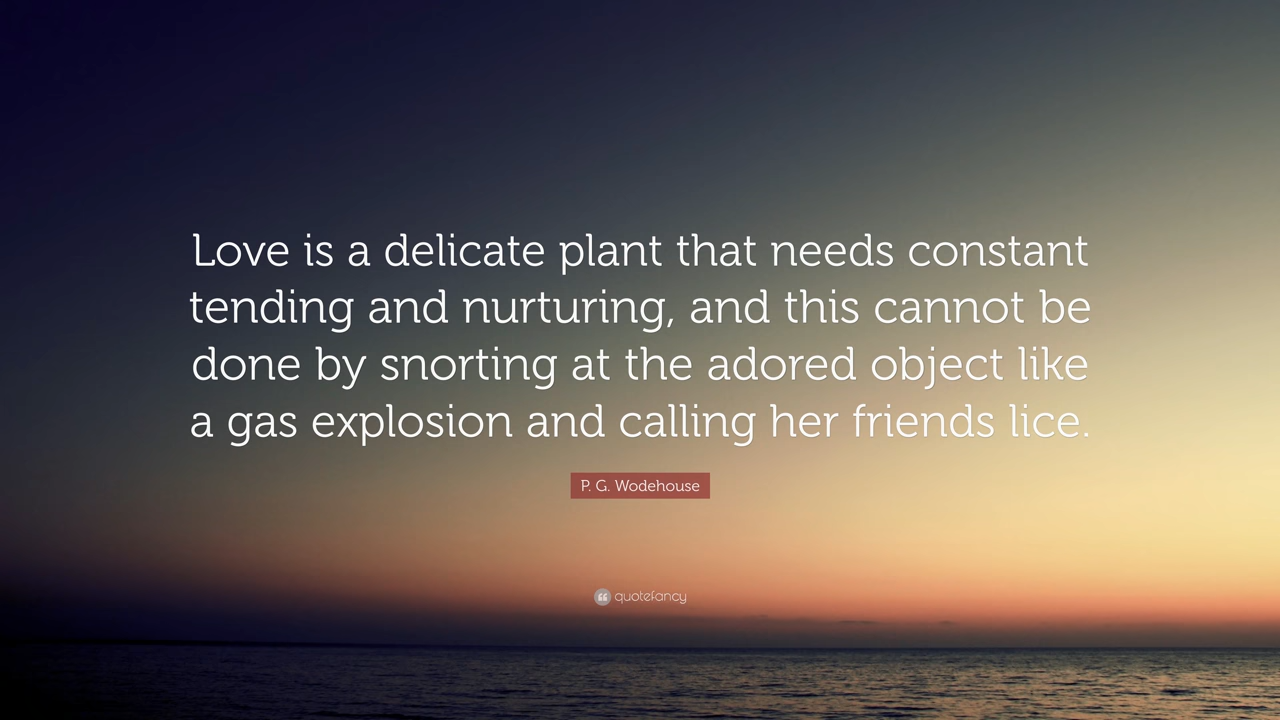 Love is a delicate plant that needs constant
tending and nurturing, and this cannot be
done by snorting at the adored object like
a gas explosion and calling her friends lice.
P. G. Wodehouse
quotefancy